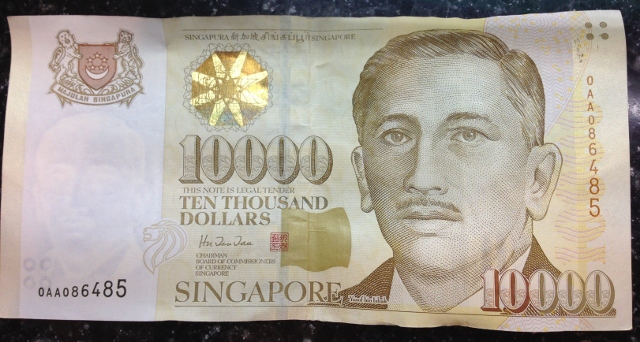 SINGAPURA 新加坡 சிங்கப்பூர் SINGAPORE
MAJULAH SINGAPURA
0AA086485
10000
THIS NOTE IS LEGAL TENDER
TEN THOUSAND
DOLLARS
CHAIRMAN
BOARD OF COMMISSIONERS
OF CURRENCY
SINGAPORE
0AA086485
SINGAPORE
10000